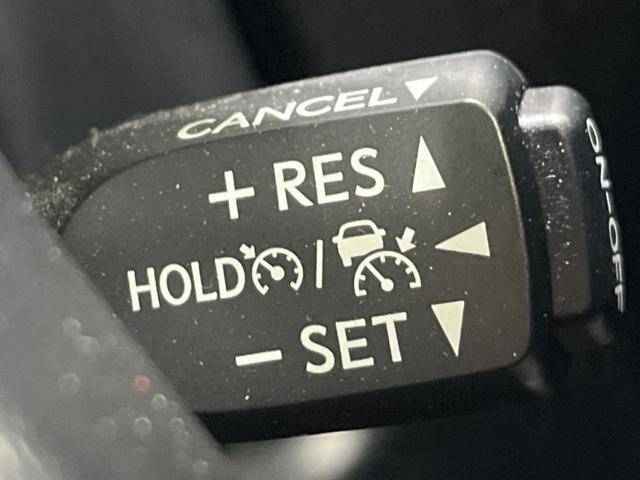 CANCEL
+ RES
HOLD /
− SET
ON-OFF